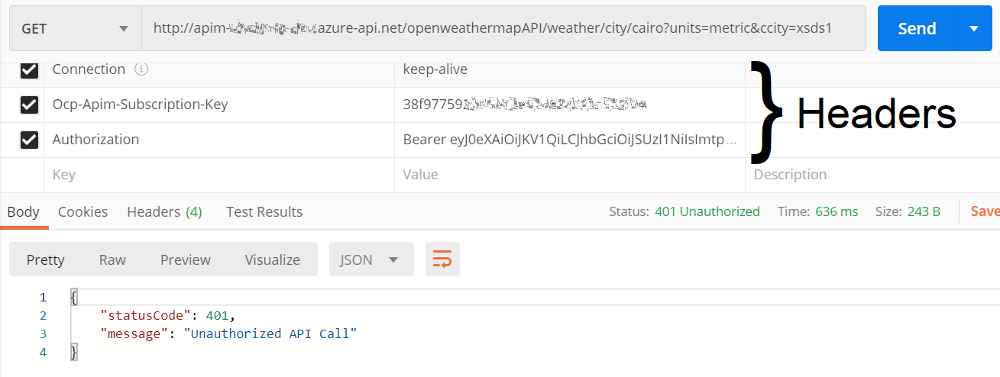 GET http://apim- azure-api.net/openweathermapAPI/weather/city/cairo?units=metric&ccity=xsds1 Send
Connection keep-alive
Ocp-Apim-Subscription-Key 38f97759
Authorization Bearer eyJ0eXAiOiJKV1QiLCJhbGciOiJSUzI1NiIsImtp...
} Headers
Key Value Description
Body Cookies Headers (4) Test Results Status: 401 Unauthorized Time: 636 ms Size: 243 B Save
Pretty Raw Preview Visualize JSON
1 {
2 "statusCode": 401,
3 "message": "Unauthorized API Call"
4 }